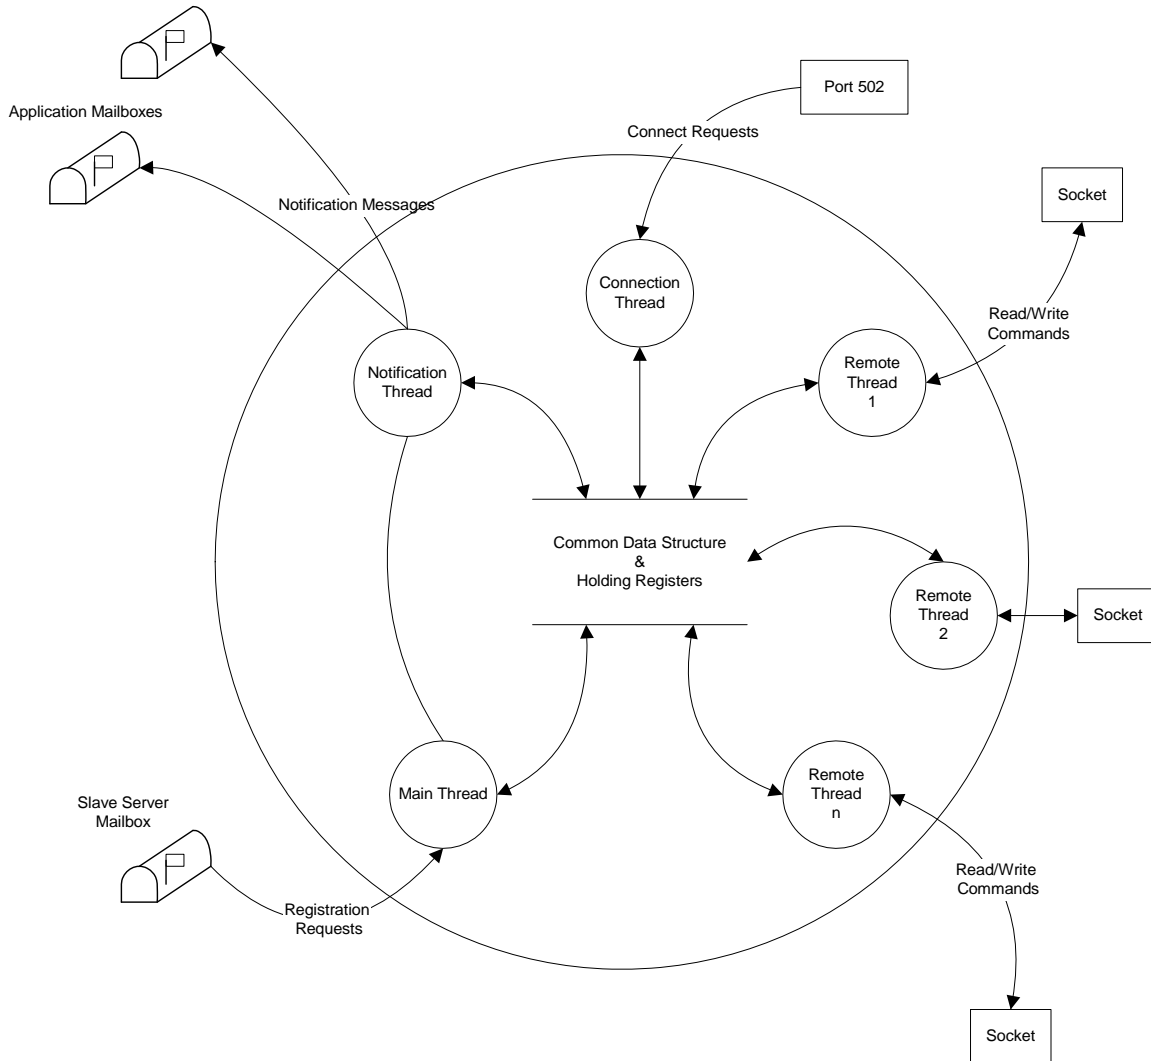 Application Mailboxes
Port 502
Connect Requests
Notification Messages
Socket
Connection
Thread
Read/Write
Commands
Notification
Thread
Remote
Thread
1
Common Data Structure
&
Holding Registers
Remote
Thread
2
Socket
Slave Server
Mailbox
Main Thread
Remote
Thread
n
Registration
Requests
Read/Write
Commands
Socket